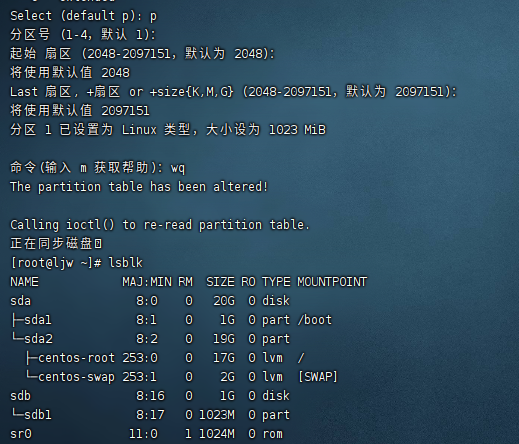 Select (default p): p
分区号 (1-4，默认 1)：
起始 扇区 (2048-2097151，默认为 2048)：
将使用默认值 2048
Last 扇区, +扇区 or +size{K,M,G} (2048-2097151，默认为 2097151)：
将使用默认值 2097151
分区 1 已设置为 Linux 类型，大小设为 1023 MiB
命令(输入 m 获取帮助)：wq
The partition table has been altered!
Calling ioctl() to re-read partition table.
正在同步磁盘
[root@ljw ~]# lsblk
NAME            MAJ:MIN RM  SIZE RO TYPE MOUNTPOINT
sda               8:0    0   20G  0 disk
├─sda1            8:1    0    1G  0 part /boot
└─sda2            8:2    0   19G  0 part
  ├─centos-root 253:0    0   17G  0 lvm  /
  └─centos-swap 253:1    0    2G  0 lvm  [SWAP]
sdb               8:16   0    1G  0 disk
└─sdb1            8:17   0 1023M  0 part
sr0              11:0    1 1024M  0 rom